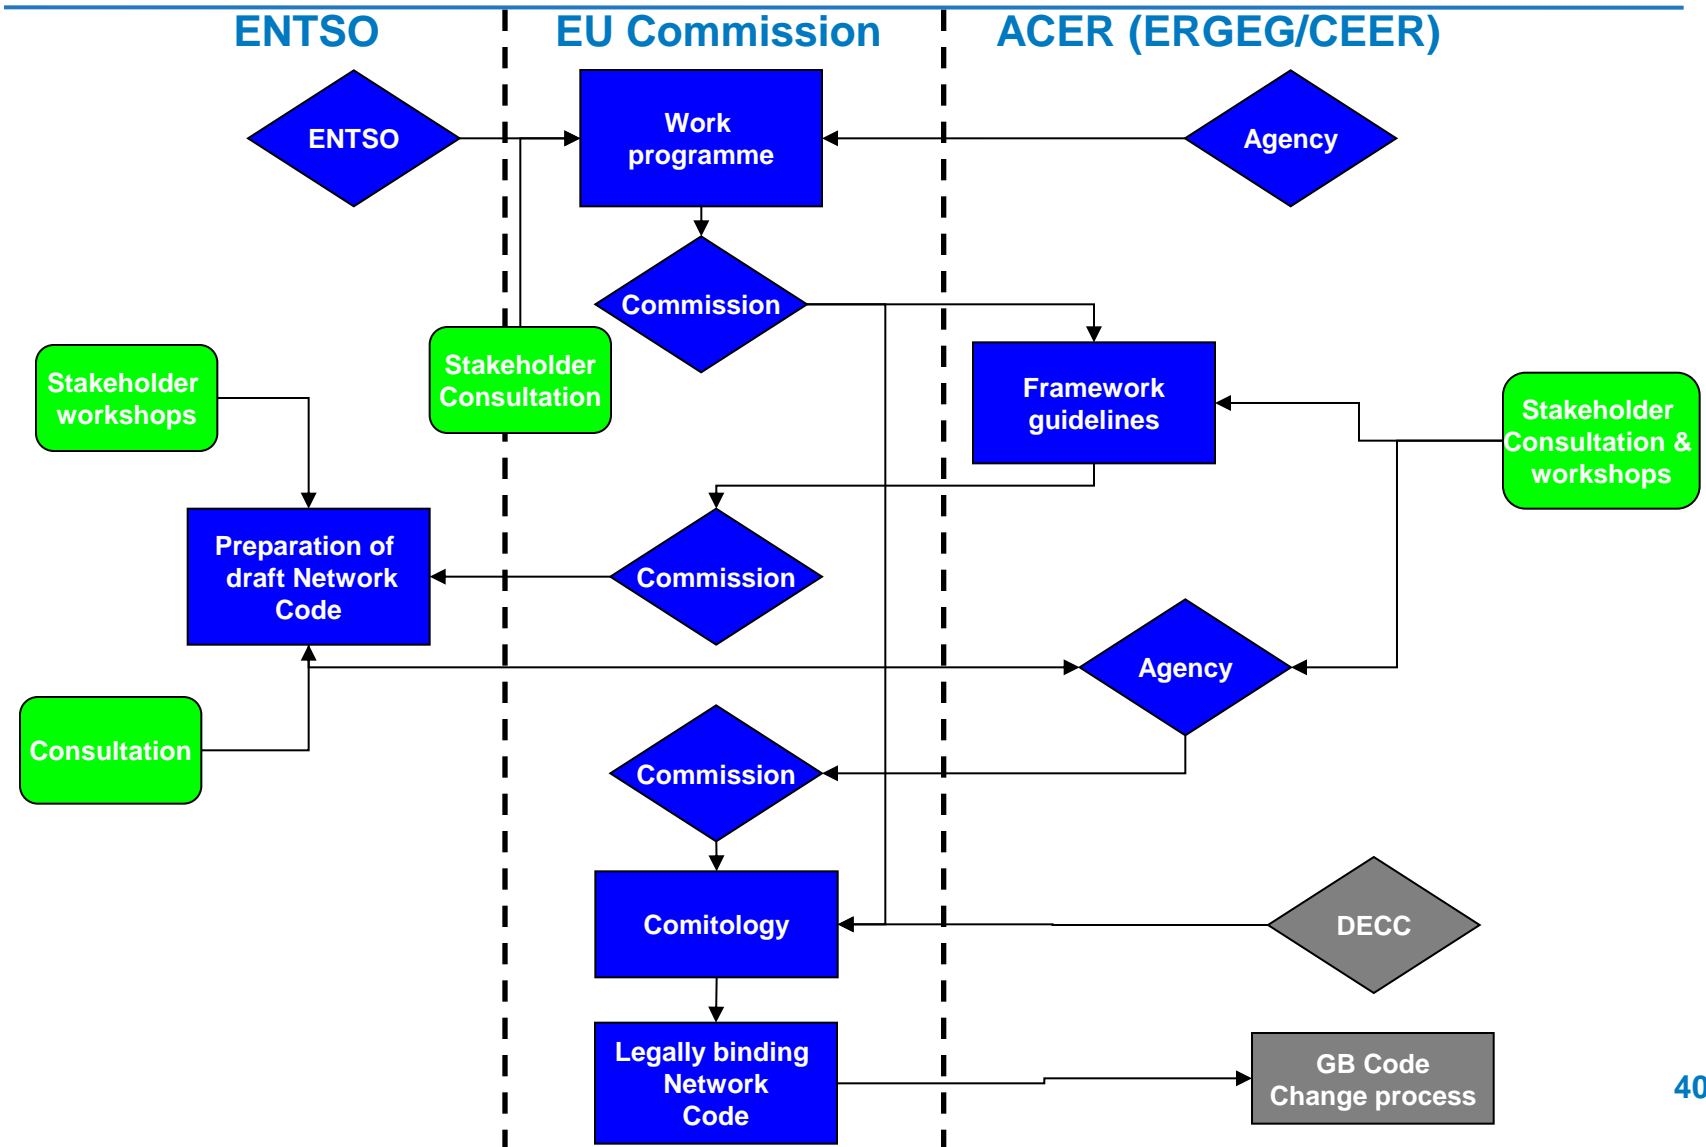 ENTSO
EU Commission
ACER (ERGEG/CEER)
ENTSO
Work
programme
Agency
Commission
Stakeholder
workshops
Stakeholder
Consultation
Framework
guidelines
Stakeholder
Consultation &
workshops
Preparation of
draft Network
Code
Commission
Agency
Consultation
Commission
Comitology
DECC
Legally binding
Network
Code
GB Code
Change process
40